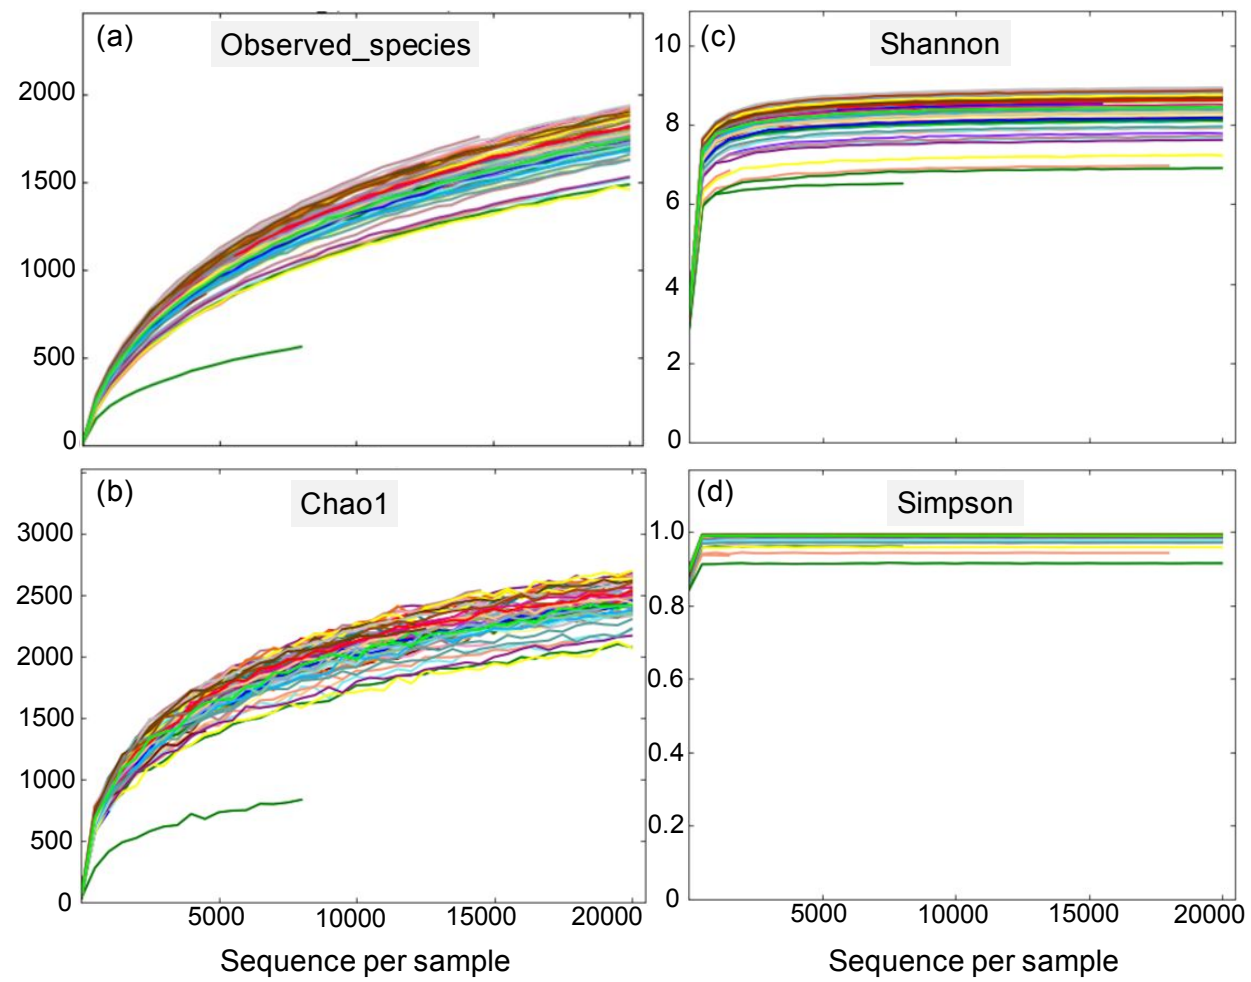 (a)
Observed_species
2000
1500
1000
500
0
(c)
Shannon
10
8
6
4
2
0
(b)
Chao1
3000
2500
2000
1500
1000
500
0
5000 10000 15000 20000
Sequence per sample
(d)
Simpson
1.0
0.8
0.6
0.4
0.2
0
5000 10000 15000 20000
Sequence per sample